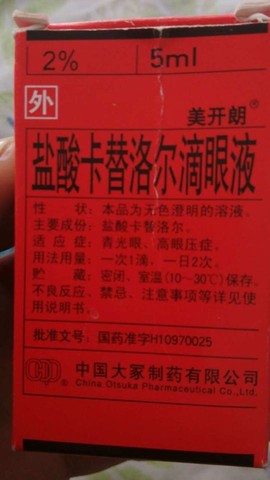 2% 5ml
外
美开朗®
盐酸卡替洛尔滴眼液
性 状：本品为无色澄明的溶液。
主要成份：盐酸卡替洛尔。
适 应 症：青光眼、高眼压症。
用法用量：一次1滴，一日2次。
贮 藏：密闭、室温(10～30℃)保存。
不良反应、禁忌、注意事项等详见使
用说明书。
批准文号：国药准字H10970025
中国大冢制药有限公司
China Otsuka Pharmaceutical Co.,Ltd.